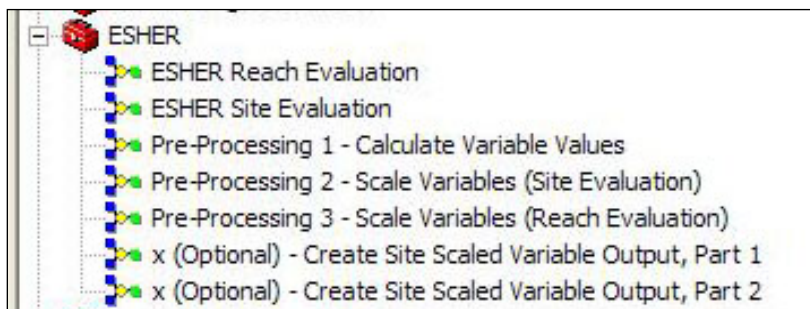 ESHER
ESHER Reach Evaluation
ESHER Site Evaluation
Pre-Processing 1 - Calculate Variable Values
Pre-Processing 2 - Scale Variables (Site Evaluation)
Pre-Processing 3 - Scale Variables (Reach Evaluation)
x (Optional) - Create Site Scaled Variable Output, Part 1
x (Optional) - Create Site Scaled Variable Output, Part 2